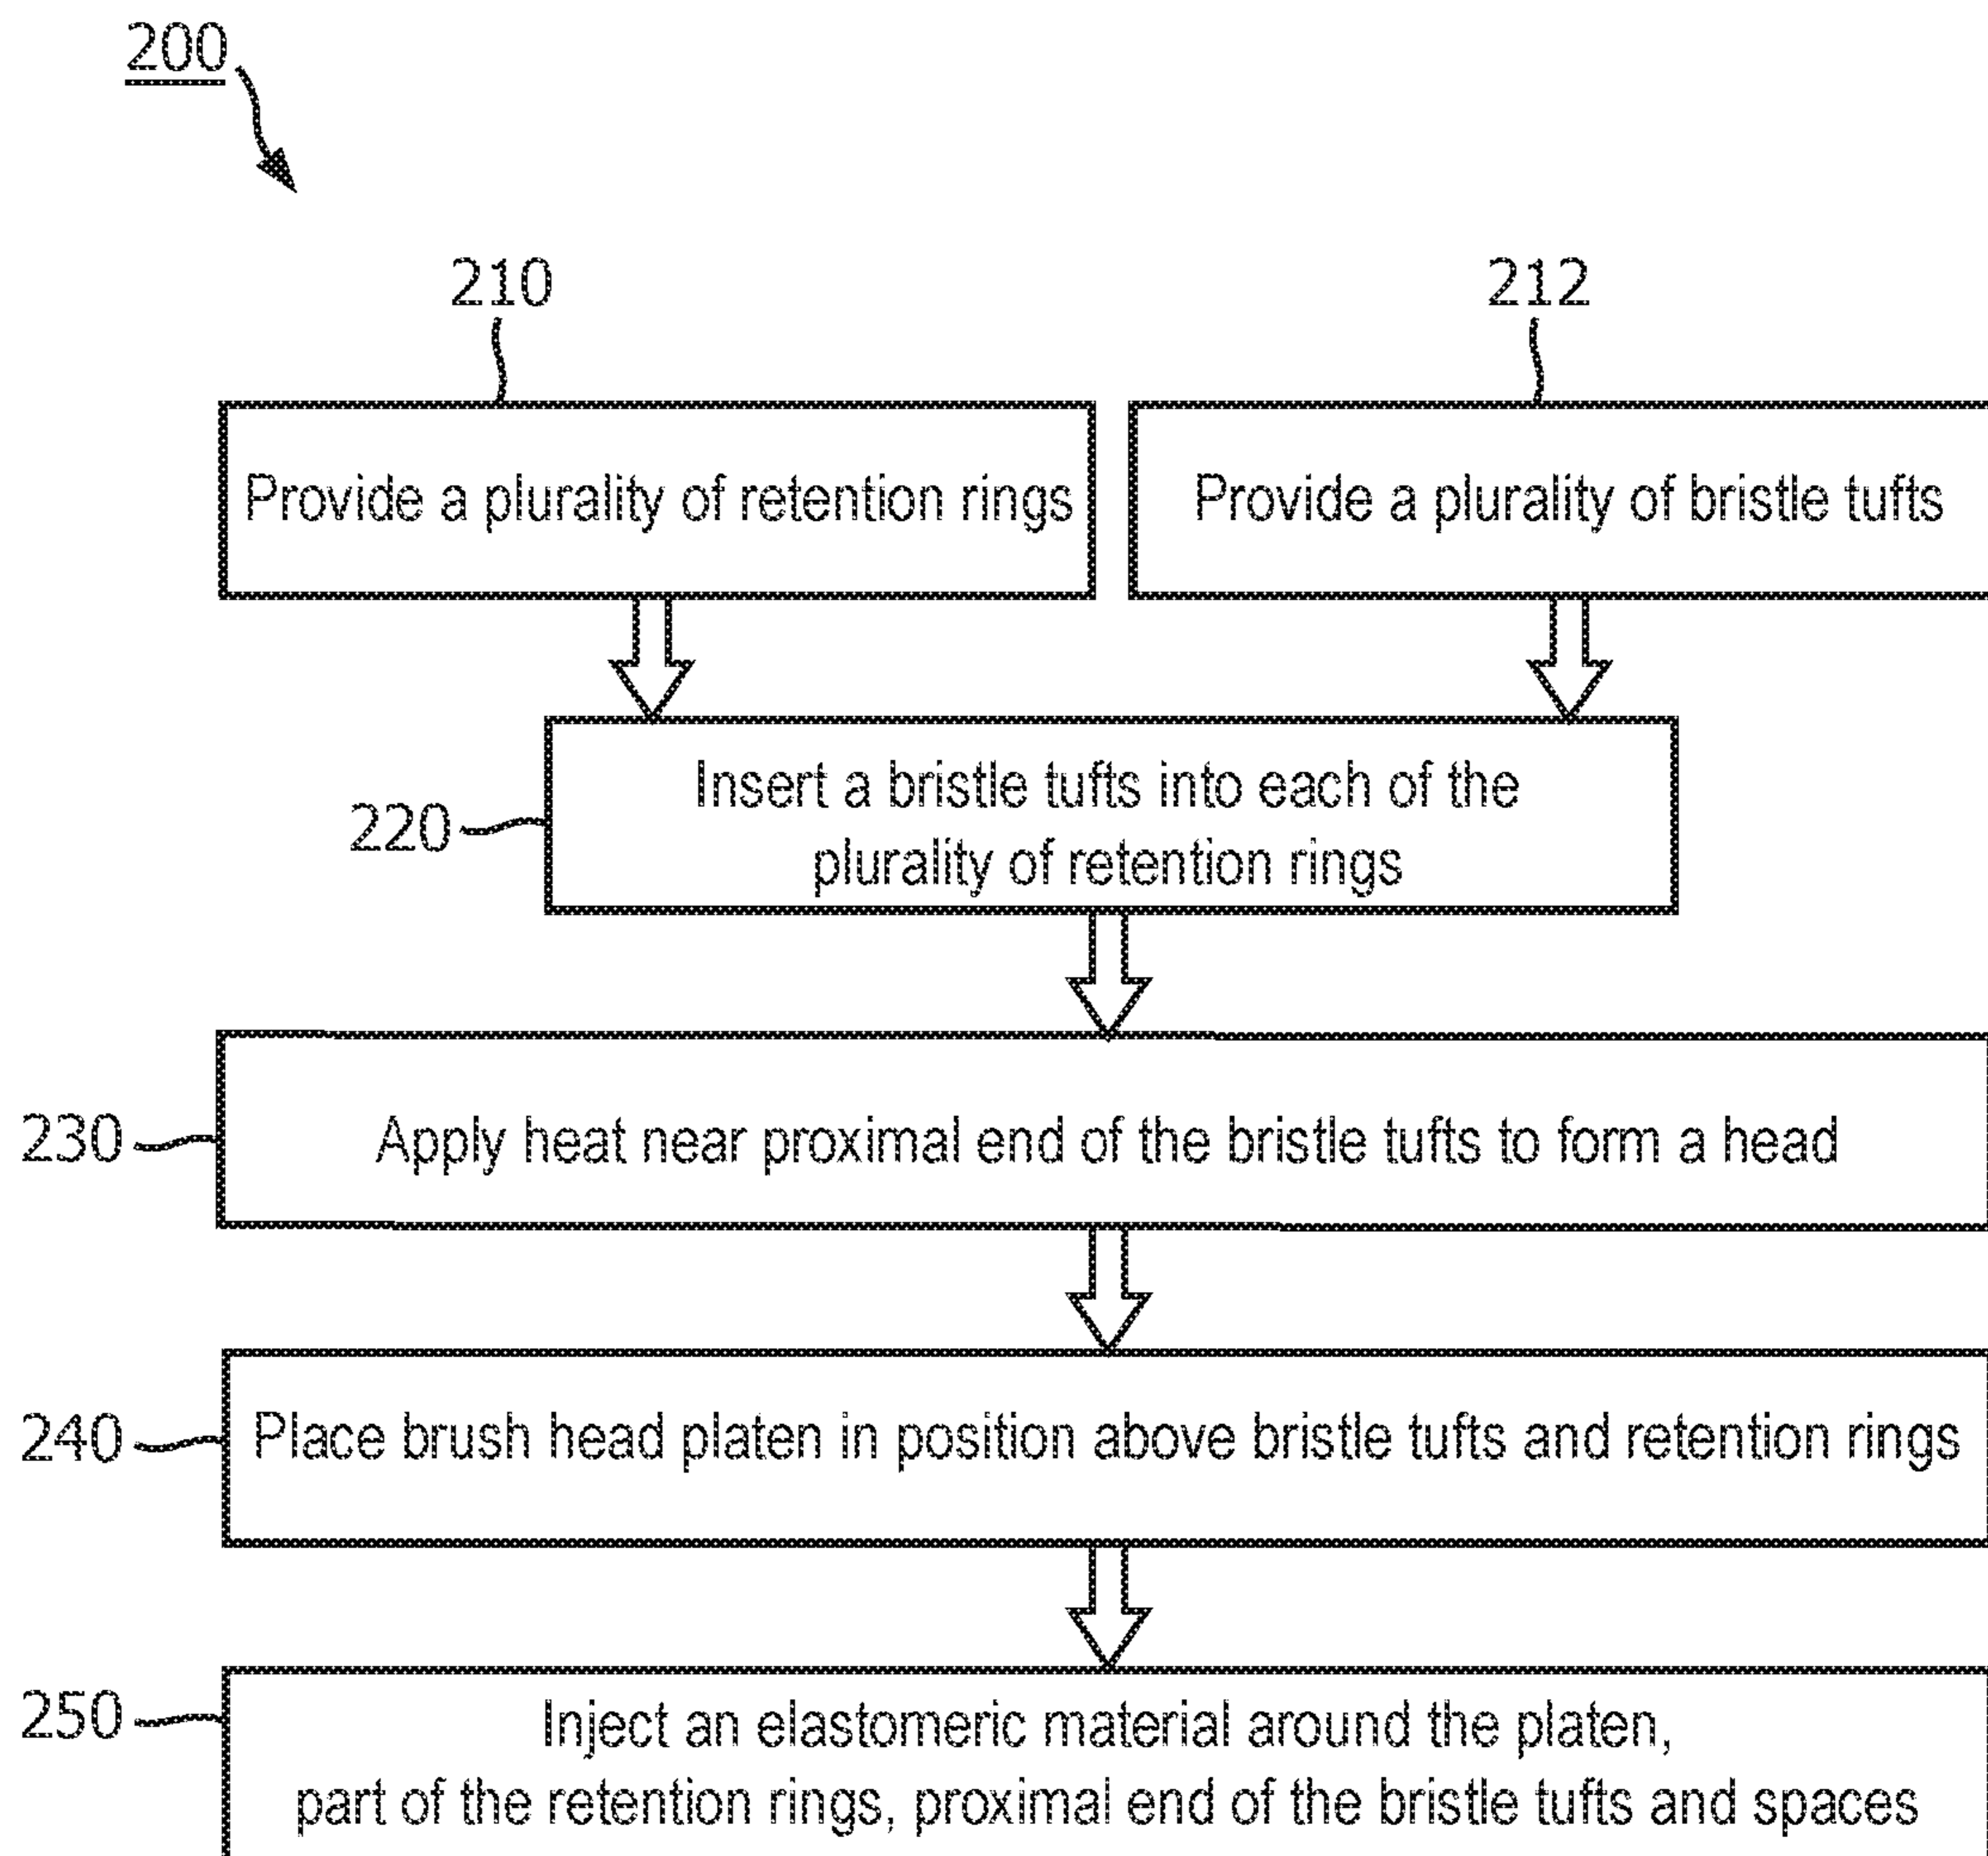 200
210
212
Provide a plurality of retention rings
Provide a plurality of bristle tufts
220
Insert a bristle tufts into each of the
plurality of retention rings
230
Apply heat near proximal end of the bristle tufts to form a head
240
Place brush head platen in position above bristle tufts and retention rings
250
Inject an elastomeric material around the platen,
part of the retention rings, proximal end of the bristle tufts and spaces